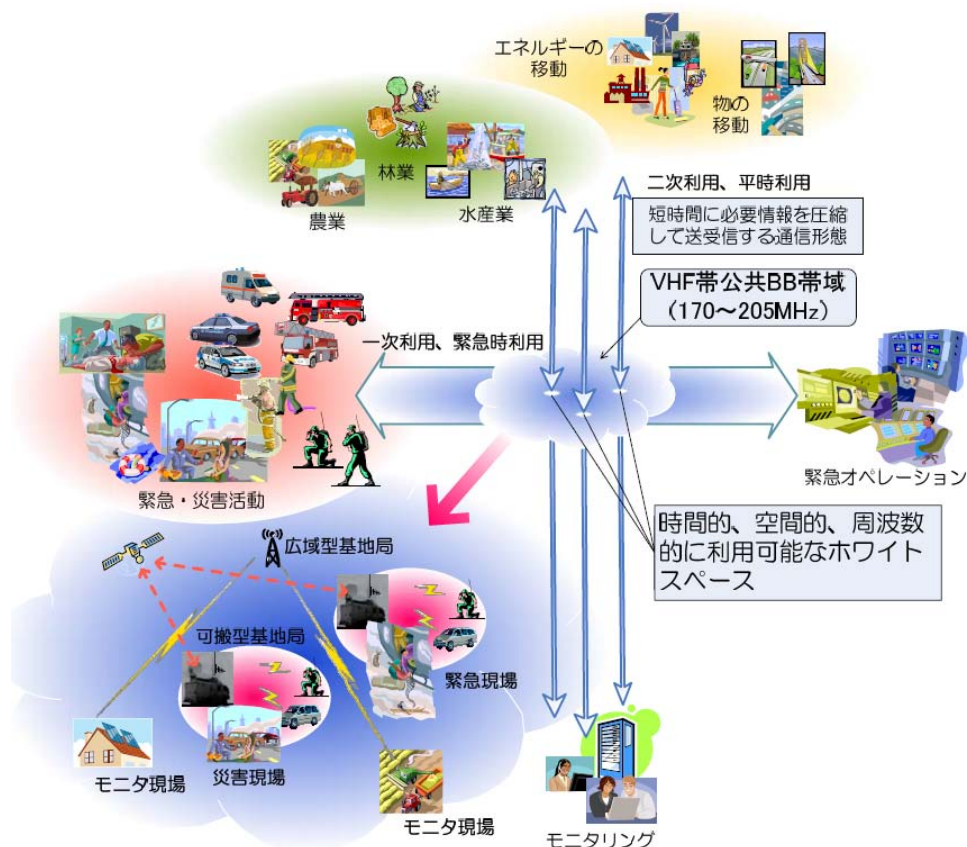 エネルギーの
移動
物の
移動
林業
農業
水産業
二次利用、平時利用
短時間に必要情報を圧縮
して送受信する通信形態
VHF帯公共BB帯域
(170～205MHz)
一次利用、緊急時利用
緊急・災害活動
緊急オペレーション
時間的、空間的、周波数
的に利用可能なホワイト
スペース
広域型基地局
可搬型基地局
緊急現場
モニタ現場
災害現場
モニタ現場
モニタリング